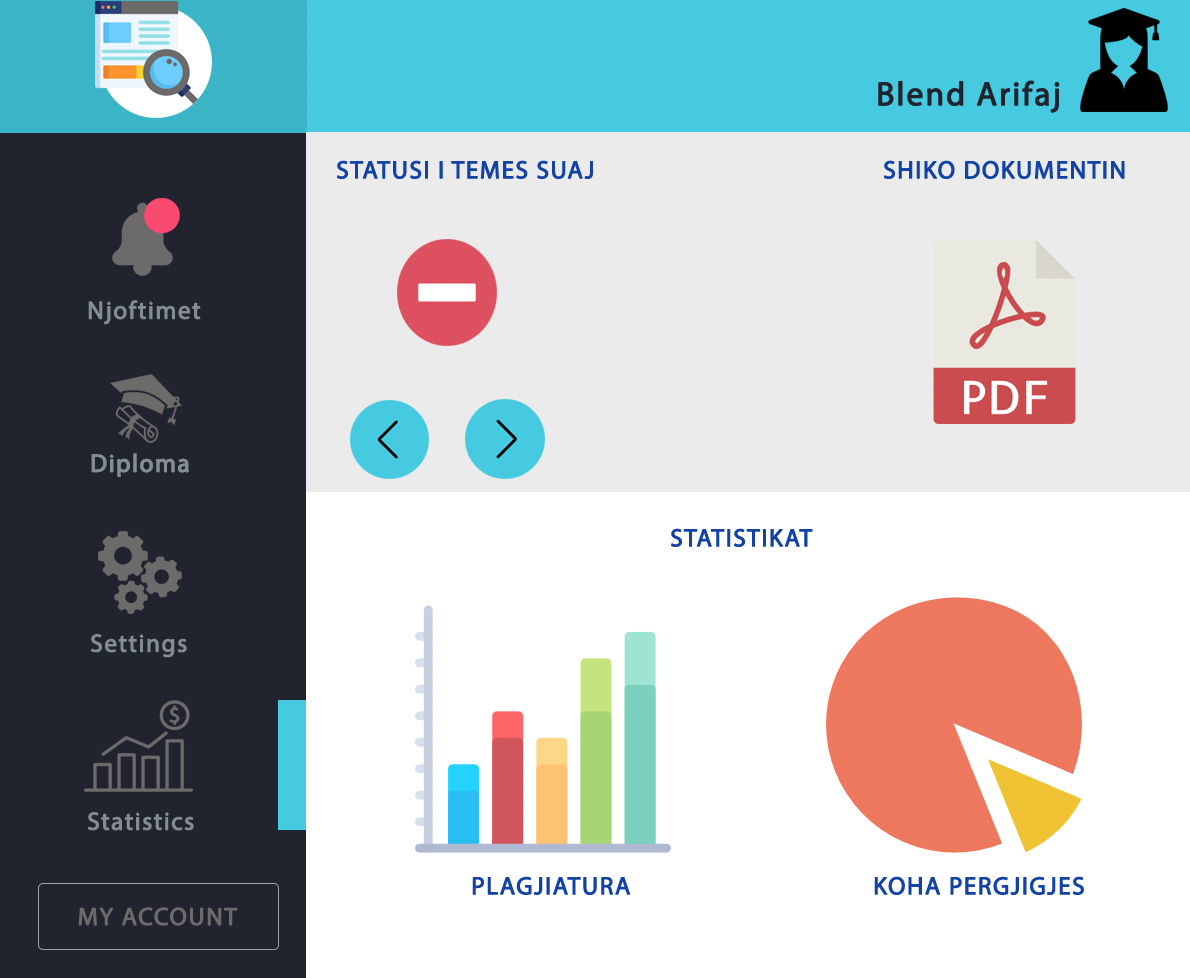 Blend Arifaj
Njoftimet
Diploma
Settings
$
Statistics
MY ACCOUNT
STATUSI I TEMES SUAJ
SHIKO DOKUMENTIN
PDF
STATISTIKAT
PLAGJIATURA
KOHA PERGJIGJES